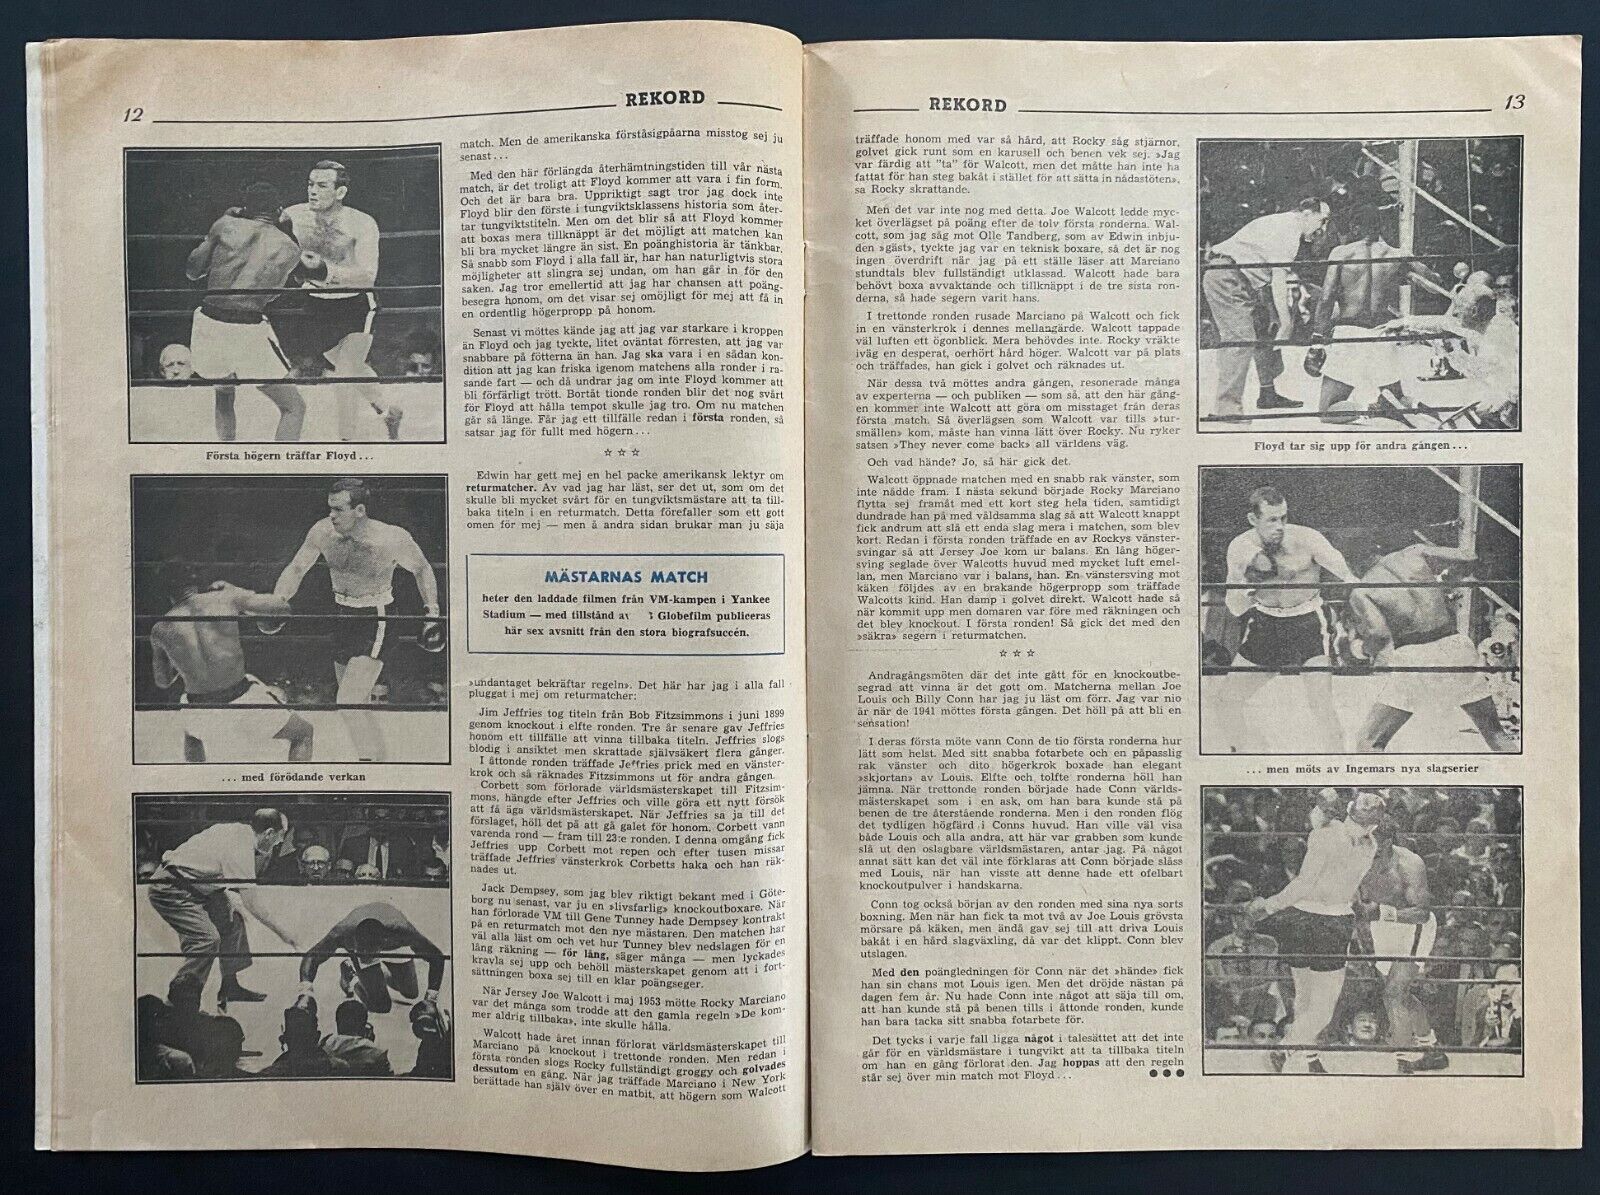 12
REKORD
Första högern träffar Floyd...
... med förödande verkan
match. Men de amerikanska förståsigpåarna misstog sej ju
senast...
Med den här förlängda återhämtningstiden till vår nästa
match, är det troligt att Floyd kommer att vara i fin form.
Och det är bara bra. Uppriktigt sagt tror jag dock inte
Floyd blir den förste i tungviktsklassens historia som åter-
tar tungviktstiteln. Men om det blir så att Floyd kommer
att boxas mera tillknäppt är det möjligt att matchen kan
bli bra mycket längre än sist. En poänghistoria är tänkbar.
Så snabb som Floyd i alla fall är, har han naturligtvis stora
möjligheter att slingra sej undan, om han går in för den
saken. Jag tror emellertid att jag har chansen att poäng-
besegra honom, om det visar sej omöjligt för mej att få in
en ordentlig högerpropp på honom.
Senast vi möttes kände jag att jag var starkare i kroppen
än Floyd och jag tyckte, litet oväntat förresten, att jag var
snabbare på fötterna än han. Jag ska vara i en sådan kon-
dition att jag kan friska igenom matchens alla ronder i ra-
sande fart — och då undrar jag om inte Floyd kommer att
bli förfärligt trött. Bortåt tionde ronden blir det nog svårt
för Floyd att hålla tempot skulle jag tro. Om nu matchen
går så länge. Får jag ett tillfälle redan i första ronden, så
satsar jag för fullt med högern...
☆ ☆ ☆
Edwin har gett mej en hel packe amerikansk lektyr om
returmatcher. Av vad jag har läst, ser det ut, som om det
skulle bli mycket svårt för en tungviktsmästare att ta till-
baka titeln i en returmatch. Detta förefaller som ett gott
omen för mej — men å andra sidan brukar man ju säja
MÄSTARNAS MATCH
heter den laddade filmen från VM-kampen i Yankee
Stadium — med tillstånd av Globefilm publiceras
här sex avsnitt från den stora biografsuccén.
»undantaget bekräftar regeln». Det här har jag i alla fall
pluggat i mej om returmatcher:
Jim Jeffries tog titeln från Bob Fitzsimmons i juni 1899
genom knockout i elfte ronden. Tre år senare gav Jeffries
honom ett tillfälle att vinna tillbaka titeln. Jeffries slogs
blodig i ansiktet men skrattade självsäkert flera gånger.
I åttonde ronden träffade Jeffries prick med en vänster-
krok och så räknades Fitzsimmons ut för andra gången.
Corbett som förlorade världsmästerskapet till Fitzsim-
mons, hängde efter Jeffries och ville göra ett nytt försök
att få äga världsmästerskapet. När Jeffries sa ja till det
förslaget, höll det på att gå galet för honom. Corbett vann
varenda rond — fram till 23:e ronden. I denna omgång fick
Jeffries upp Corbett mot repen och efter tusen missar
träffade Jeffries' vänsterkrok Corbetts haka och han räk-
nades ut.
Jack Dempsey, som jag blev riktigt bekant med i Göte-
borg nu senast, var ju en »livsfarlig» knockoutboxare. När
han förlorade VM till Gene Tunney hade Dempsey kontrakt
på en returmatch mot den nye mästaren. Den matchen har
väl alla läst om och vet hur Tunney blev nedslagen för en
lång räkning — för lång, säger många — men lyckades
kravla sej upp och behöll mästerskapet genom att i fort-
sättningen boxa sej till en klar poängseger.
När Jersey Joe Walcott i maj 1953 mötte Rocky Marciano
var det många som trodde att den gamla regeln »De kom-
mer aldrig tillbaka», inte skulle hålla.
Walcott hade året innan förlorat världsmästerskapet till
Marciano på knockout i trettonde ronden. Men redan i
första ronden slogs Rocky fullständigt groggy och golvades
dessutom en gång. När jag träffade Marciano i New York
berättade han själv över en matbit, att högern som Walcott
REKORD
13
träffade honom med var så hård, att Rocky såg stjärnor,
golvet gick runt som en karusell och benen vek sej. »Jag
var färdig att "ta" för Walcott, men det måtte han inte ha
fattat för han steg bakåt i stället för att sätta in nådastöten»,
sa Rocky skrattande.
Men det var inte nog med detta. Joe Walcott ledde myc-
ket överlägset på poäng efter de tolv första ronderna. Wal-
cott, som jag såg mot Olle Tandberg, som av Edwin inbju-
den »gäst», tyckte jag var en teknisk boxare, så det är nog
ingen överdrift när jag på ett ställe läser att Marciano
stundtals blev fullständigt utklassad. Walcott hade bara
behövt boxa avvaktande och tillknäppt i de tre sista ron-
derna, så hade segern varit hans.
I trettonde ronden rusade Marciano på Walcott och fick
in en vänsterkrok i dennes mellangärde. Walcott tappade
väl luften ett ögonblick. Mera behövdes inte. Rocky vräkte
iväg en desperat, oerhört hård höger. Walcott var på plats
och träffades, han gick i golvet och räknades ut.
När dessa två möttes andra gången, resonerade många
av experterna — och publiken — som så, att den här gång-
en kommer inte Walcott att göra om misstaget från deras
första match. Så överlägsen som Walcott var tills »tur-
smällen» kom, måste han vinna lätt över Rocky. Nu ryker
satsen »They never come back» all världens väg.
Och vad hände? Jo, så här gick det.
Walcott öppnade matchen med en snabb rak vänster, som
inte nådde fram. I nästa sekund började Rocky Marciano
flytta sej framåt med ett kort steg hela tiden, samtidigt
dundrade han på med våldsamma slag så att Walcott knappt
fick andrum att slå ett enda slag mera i matchen, som blev
kort. Redan i första ronden träffade en av Rockys vänster-
svingar så att Jersey Joe kom ur balans. En lång höger-
sving seglade över Walcotts huvud med mycket luft emel-
lan, men Marciano var i balans, han. En vänstersving mot
käken följdes av en brakande högerpropp som träffade
Walcotts kind. Han damp i golvet direkt. Walcott hade så
när kommit upp men domaren var före med räkningen och
det blev knockout. I första ronden! Så gick det med den
»säkra» segern i returmatchen.
☆ ☆ ☆
Andragångsmöten där det inte gått för en knockoutbe-
segrad att vinna är det gott om. Matcherna mellan Joe
Louis och Billy Conn har jag ju läst om förr. Jag var nio
år när de 1941 möttes första gången. Det höll på att bli en
sensation!
I deras första möte vann Conn de tio första ronderna hur
lätt som helst. Med sitt snabba fotarbete och en påpasslig
rak vänster och dito högerkrok boxade han elegant
»skjortan» av Louis. Elfte och tolfte ronderna höll han
jämna. När trettonde ronden började hade Conn världs-
mästerskapet som i en ask, om han bara kunde stå på
benen de tre återstående ronderna. Men i den ronden flög
det tydligen högfärd i Conns huvud. Han ville väl visa
både Louis och alla andra, att här var grabben som kunde
slå ut den oslagbare världsmästaren, antar jag. På något
annat sätt kan det väl inte förklaras att Conn började slåss
med Louis, när han visste att denne hade ett ofelbart
knockoutpulver i handskarna.
Conn tog också början av den ronden med sina nya sorts
boxning. Men när han fick ta mot två av Joe Louis grövsta
mörsare på käken, men ändå gav sej till att driva Louis
bakåt i en hård slagväxling, då var det klippt. Conn blev
utslagen.
Med den poängledningen för Conn när det »hände» fick
han sin chans mot Louis igen. Men det dröjde nästan på
dagen fem år. Nu hade Conn inte något att säja till om,
att han kunde stå på benen tills i åttonde ronden, kunde
han bara tacka sitt snabba fotarbete för.
Det tycks i varje fall ligga något i talesättet att det inte
går för en världsmästare i tungvikt att ta tillbaka titeln
om han en gång förlorat den. Jag hoppas att den regeln
står sej över min match mot Floyd... ●●●
Floyd tar sig upp för andra gången...
... men möts av Ingemars nya slagserier